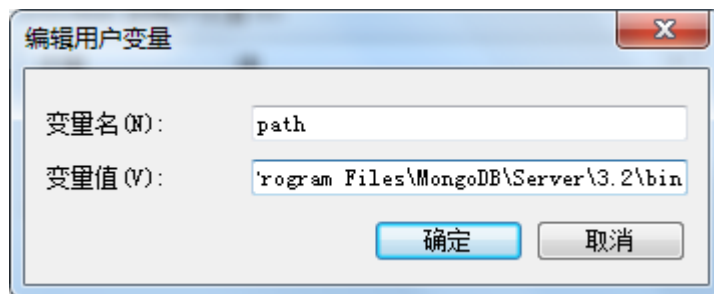 编辑用户变量
变量名(N):
path
变量值(V):
rogram Files\MongoDB\Server\3.2\bin
确定
取消